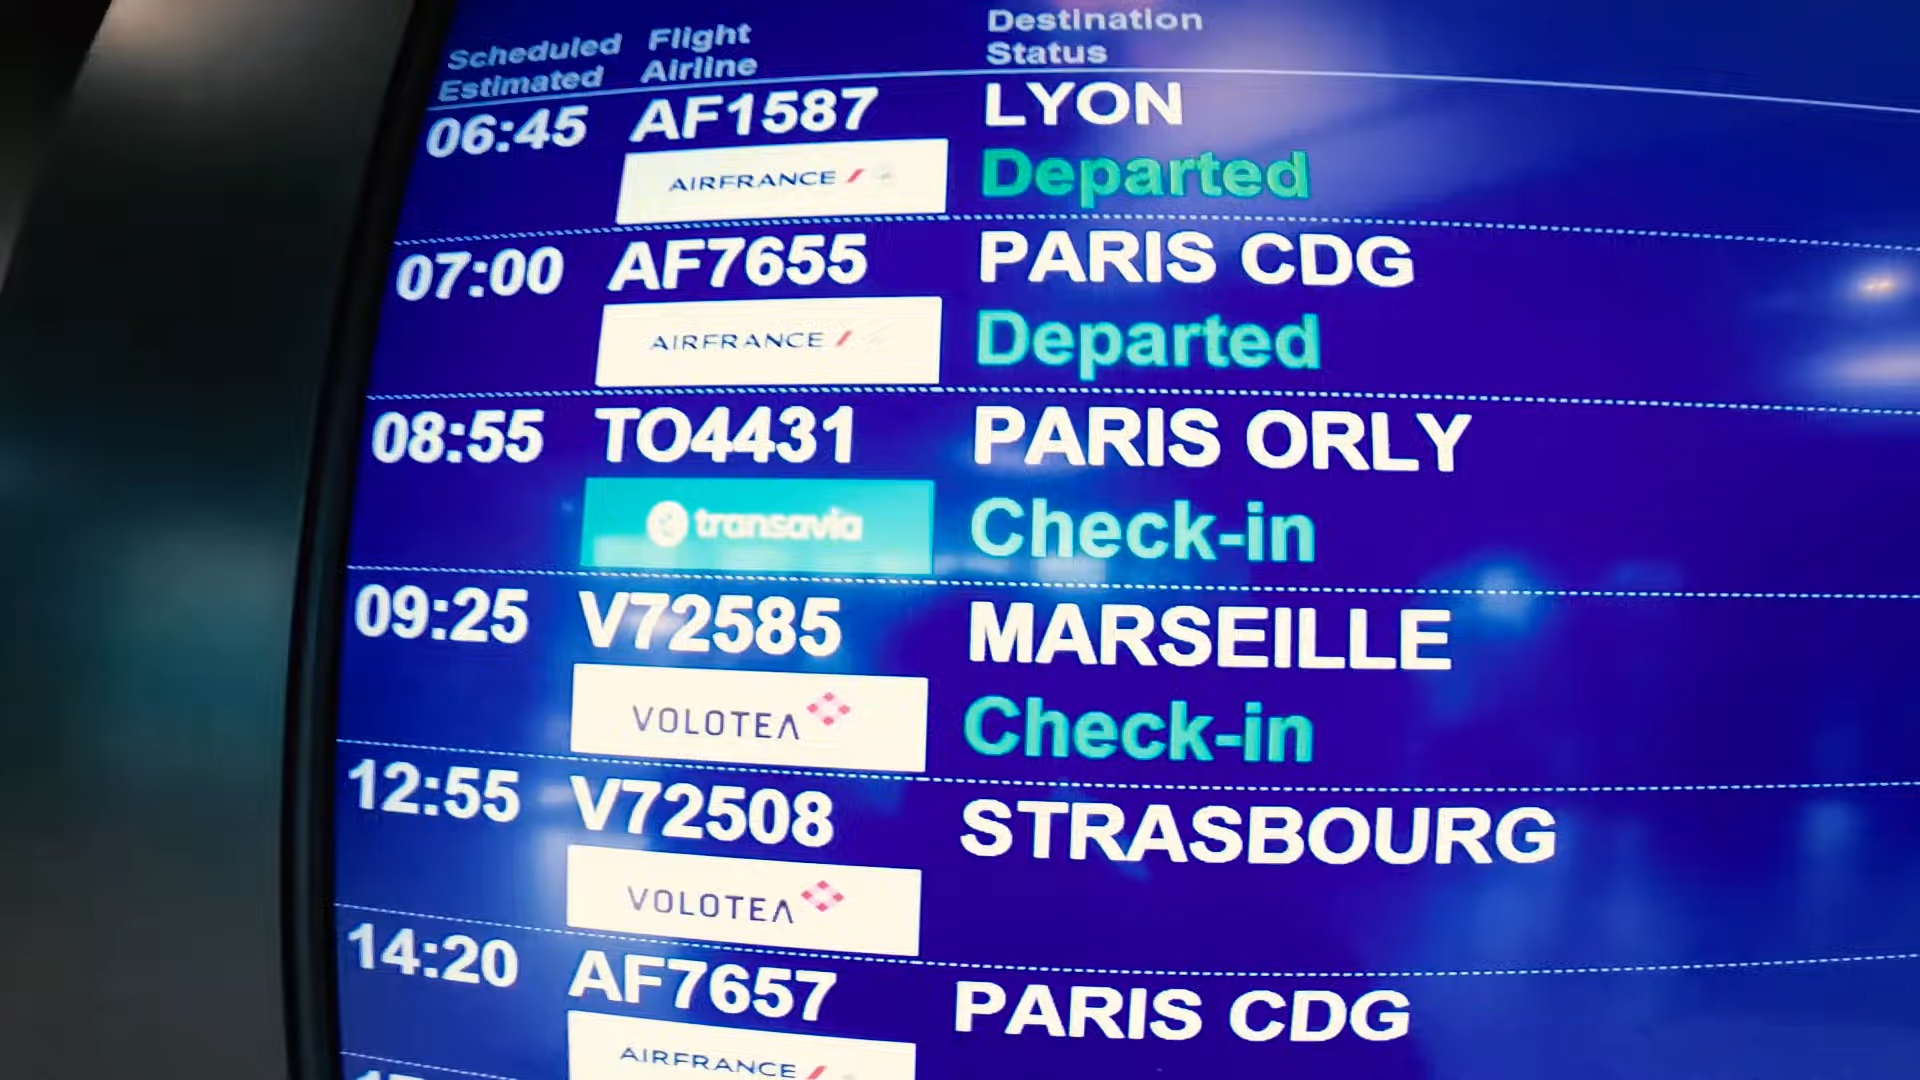 Scheduled Flight Destination
Estimated Airline Status
06:45 AF1587 LYON
AIRFRANCE Departed
07:00 AF7655 PARIS CDG
AIRFRANCE Departed
08:55 TO4431 PARIS ORLY
transavia Check-in
09:25 V72585 MARSEILLE
VOLOTEA Check-in
12:55 V72508 STRASBOURG
VOLOTEA
14:20 AF7657 PARIS CDG
AIRFRANCE